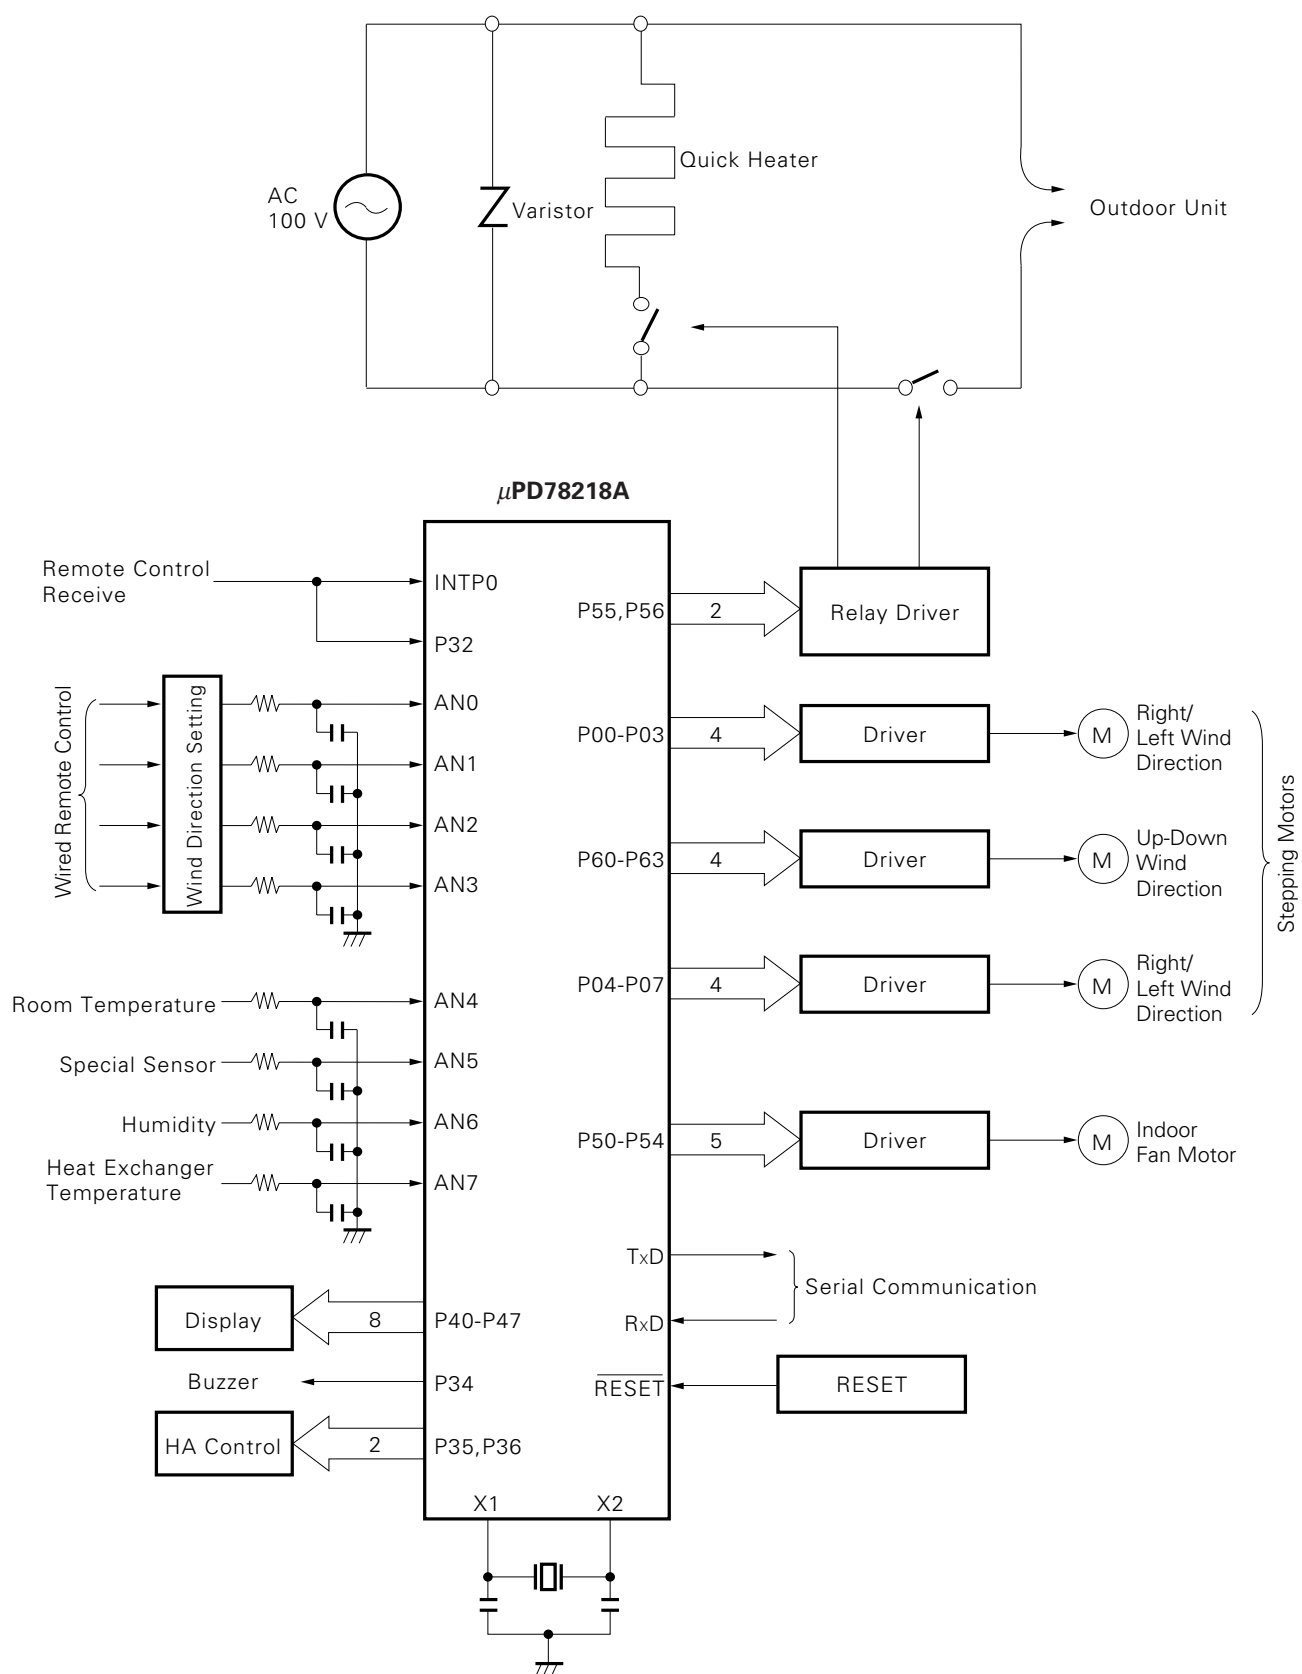 AC
100 V
Varistor
Quick Heater
Outdoor Unit
μPD78218A
Remote Control
Receive
INTP0
P32
Wired Remote Control
Wind Direction Setting
AN0
AN1
AN2
AN3
Room Temperature
AN4
Special Sensor
AN5
Humidity
AN6
Heat Exchanger
Temperature
AN7
Display
8
P40-P47
Buzzer
P34
HA Control
2
P35,P36
X1
X2
P55,P56
2
Relay Driver
P00-P03
4
Driver
M
Right/
Left Wind
Direction
P60-P63
4
Driver
M
Up-Down
Wind
Direction
P04-P07
4
Driver
M
Right/
Left Wind
Direction
Stepping Motors
P50-P54
5
Driver
M
Indoor
Fan Motor
TxD
RxD
Serial Communication
RESET
RESET